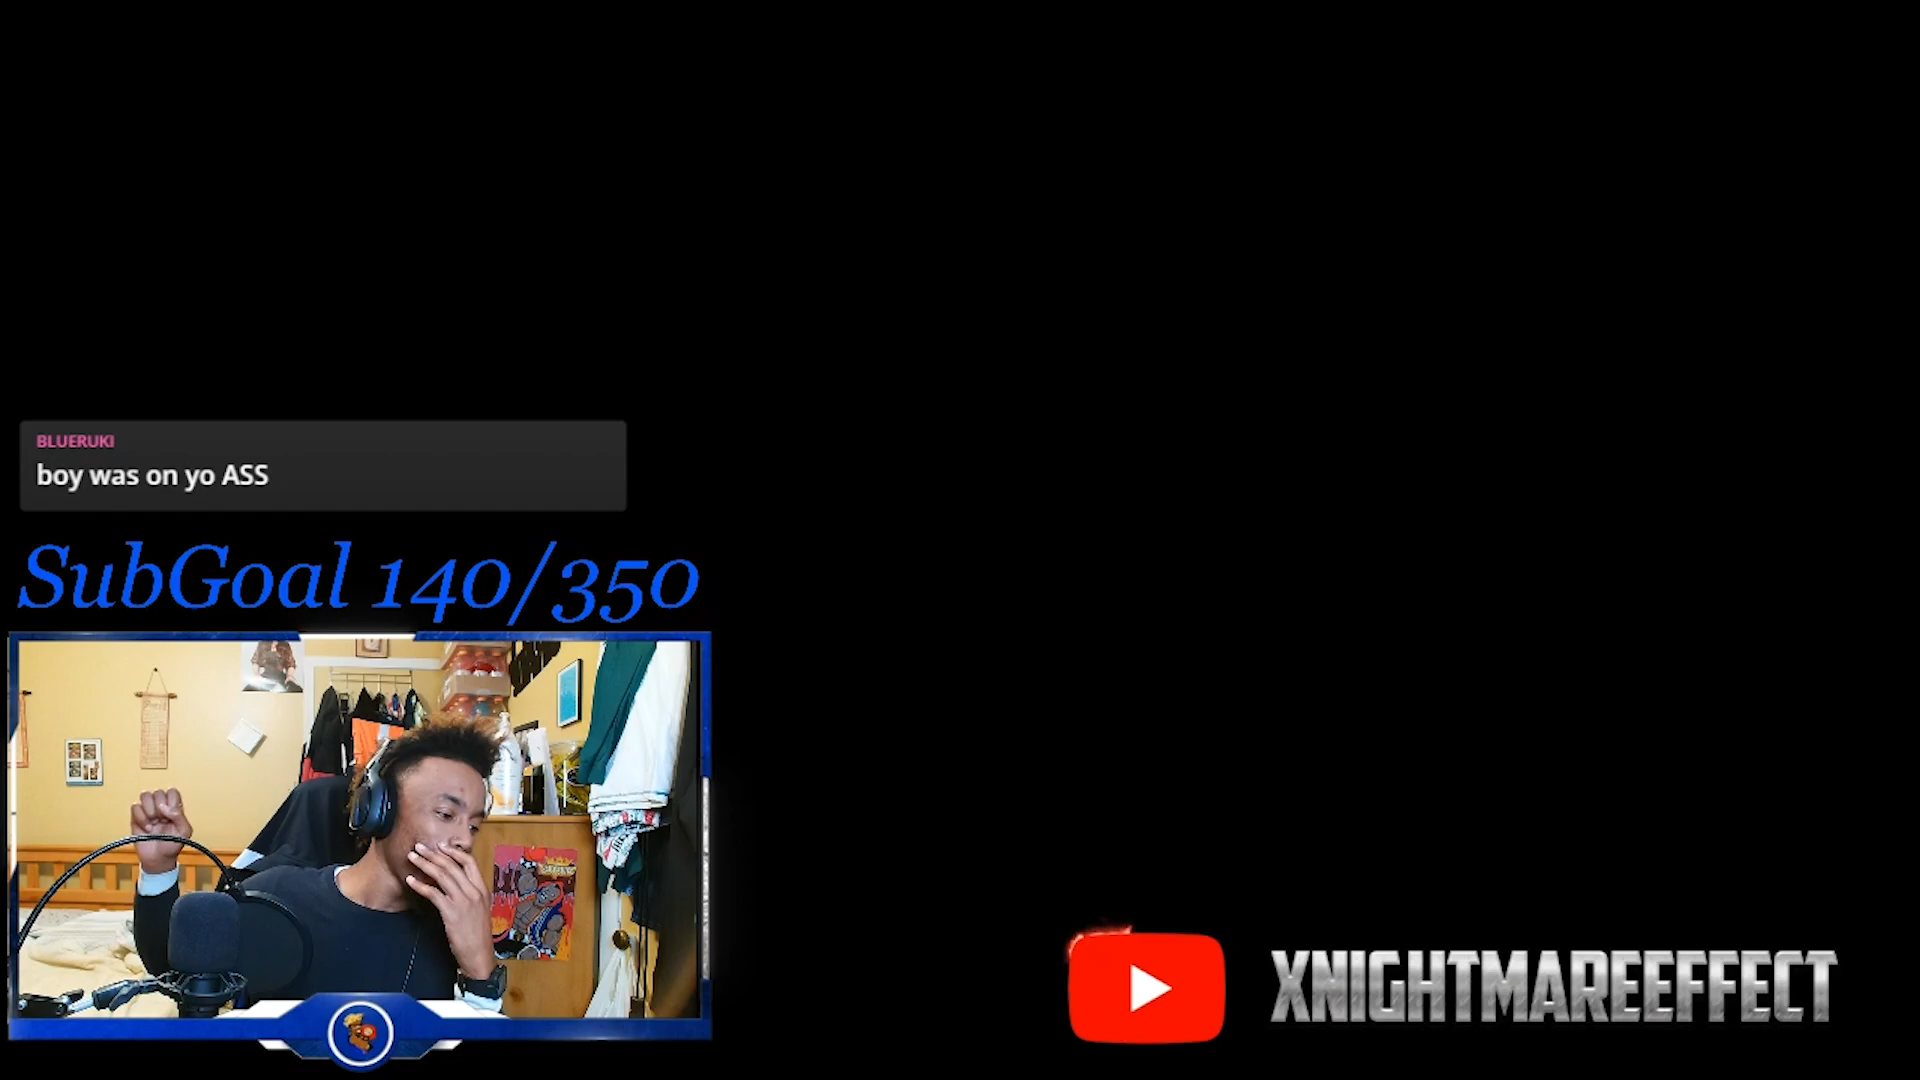 BLUERUKI
boy was on yo ASS
SubGoal 140/350
XNIGHTMAREEFFECT